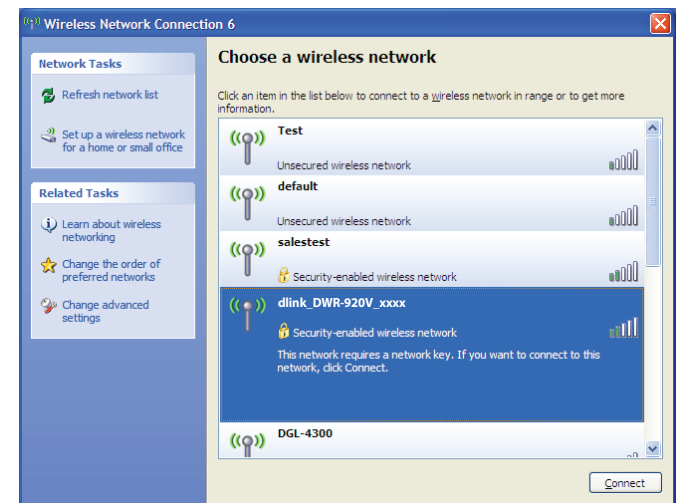 Wireless Network Connection 6
Network Tasks
Refresh network list
Set up a wireless network
for a home or small office
Related Tasks
Learn about wireless
networking
Change the order of
preferred networks
Change advanced
settings
Choose a wireless network
Click an item in the list below to connect to a wireless network in range or to get more
information.
Test
Unsecured wireless network
default
Unsecured wireless network
salestest
Security-enabled wireless network
dlink_DWR-920V_xxxx
Security-enabled wireless network
This network requires a network key. If you want to connect to this
network, click Connect.
DGL-4300
Connect